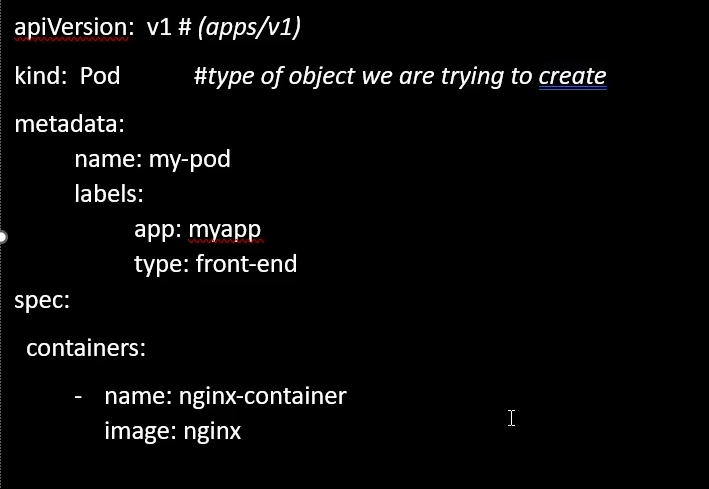 apiVersion: v1 # (apps/v1)
kind: Pod #type of object we are trying to create
metadata:
name: my-pod
labels:
app: myapp
type: front-end
spec:
containers:
- name: nginx-container
image: nginx